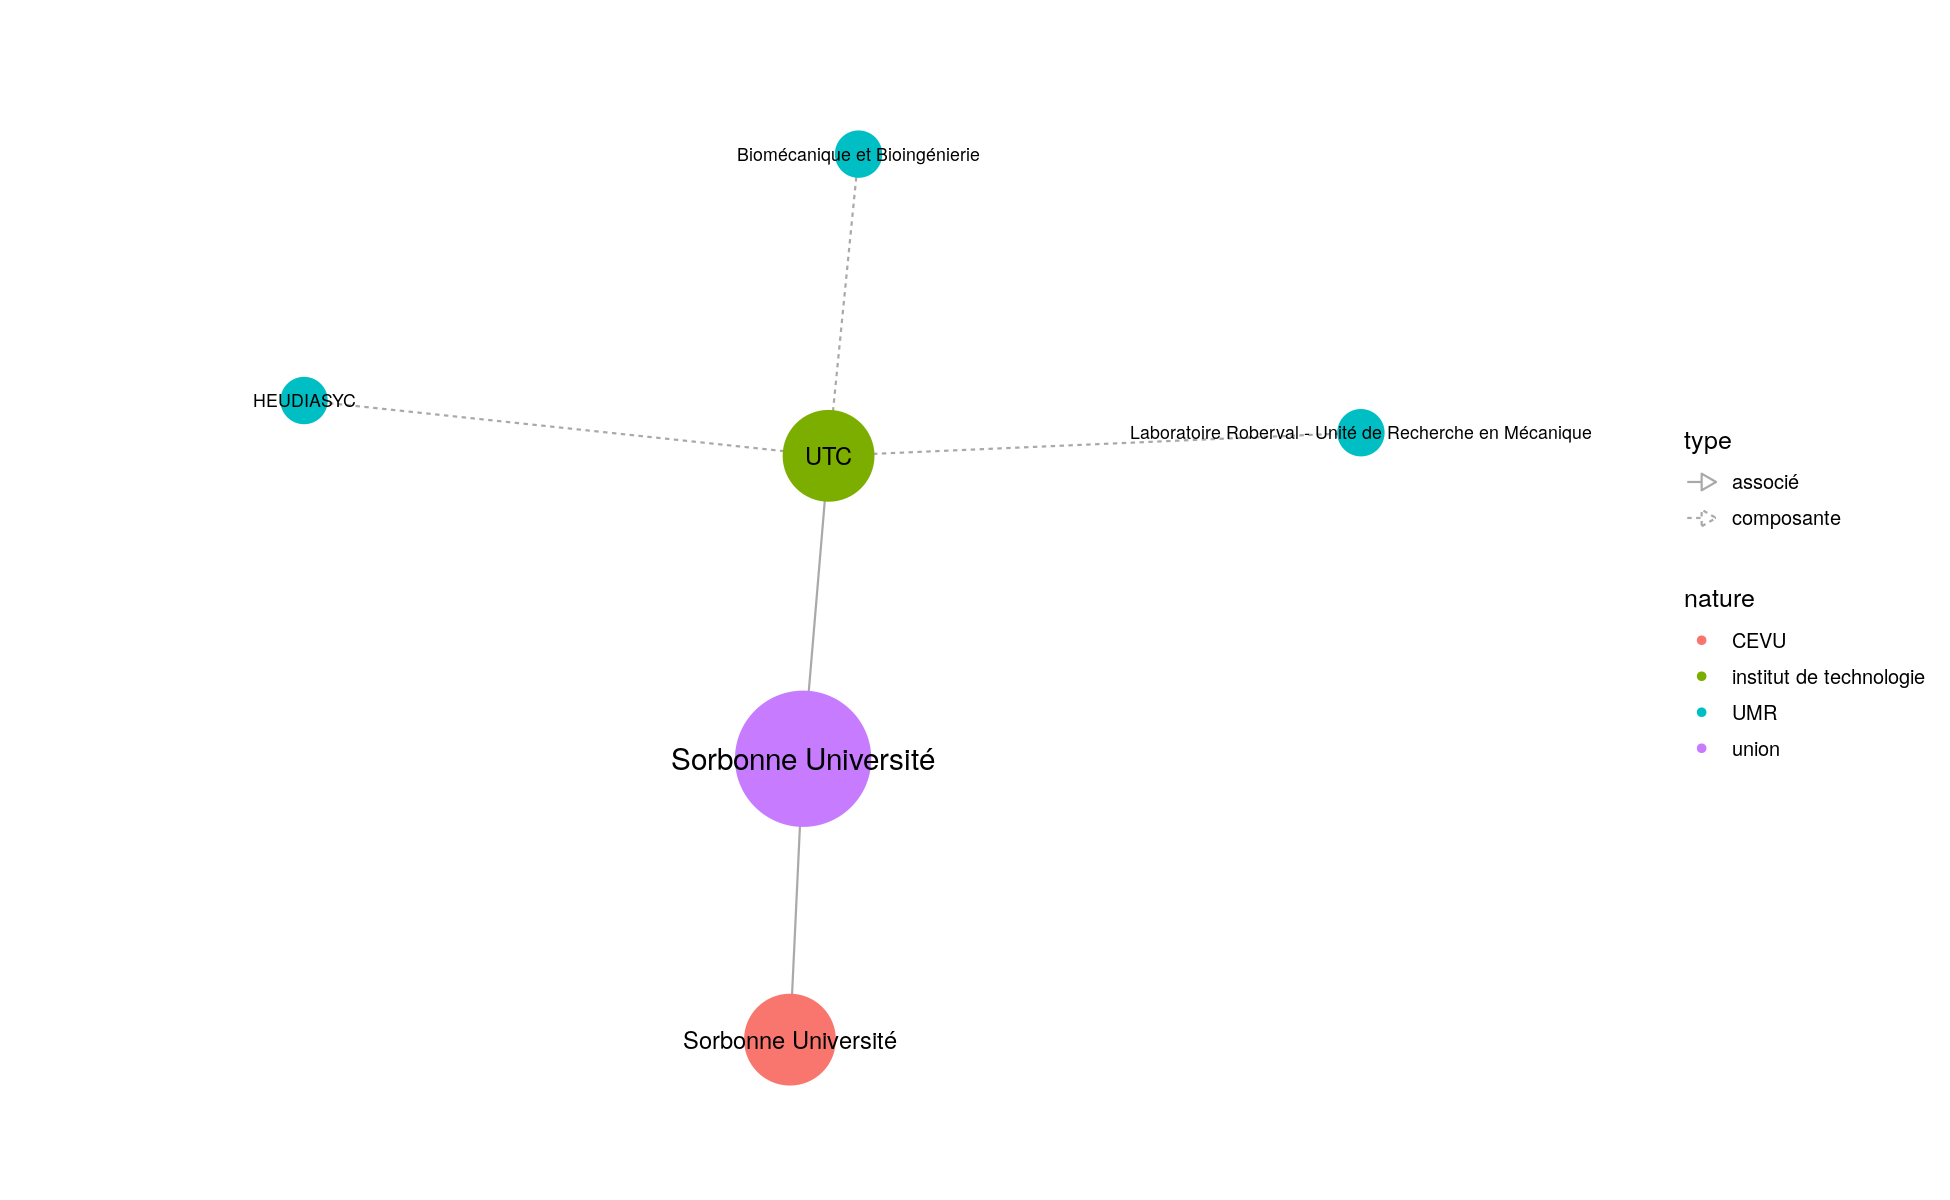 Biomécanique et Bioingénierie
HEUDIASYC
UTC
Laboratoire Roberval - Unité de Recherche en Mécanique
Sorbonne Université
Sorbonne Université
type
associé
composante
nature
CEVU
institut de technologie
UMR
union